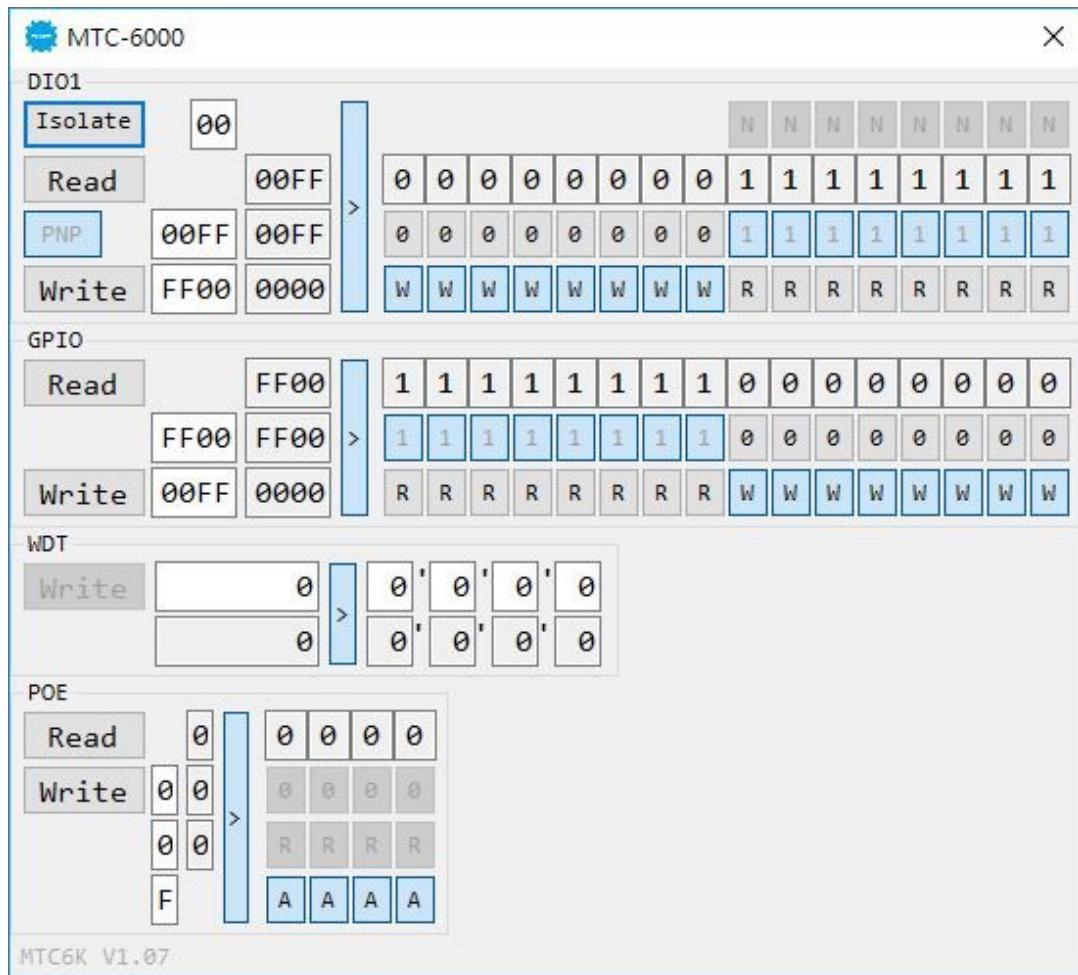 MTC-6000
DIO1
Isolate 00 N N N N N N N N
Read 00FF 0 0 0 0 0 0 0 0 1 1 1 1 1 1 1 1
>
PNP 00FF 00FF 0 0 0 0 0 0 0 0 1 1 1 1 1 1 1 1
Write FF00 0000 W W W W W W W W R R R R R R R R
GPIO
Read FF00 1 1 1 1 1 1 1 1 0 0 0 0 0 0 0 0
FF00 FF00 > 1 1 1 1 1 1 1 1 0 0 0 0 0 0 0 0
Write 00FF 0000 R R R R R R R R W W W W W W W W
WDT
Write 0 0 ' 0 ' 0 ' 0
>
0 0 ' 0 ' 0 ' 0
POE
Read 0 0 0 0 0
Write 0 0 0 0 0 0
>
0 0 R R R R
F A A A A
MTC6K V1.07